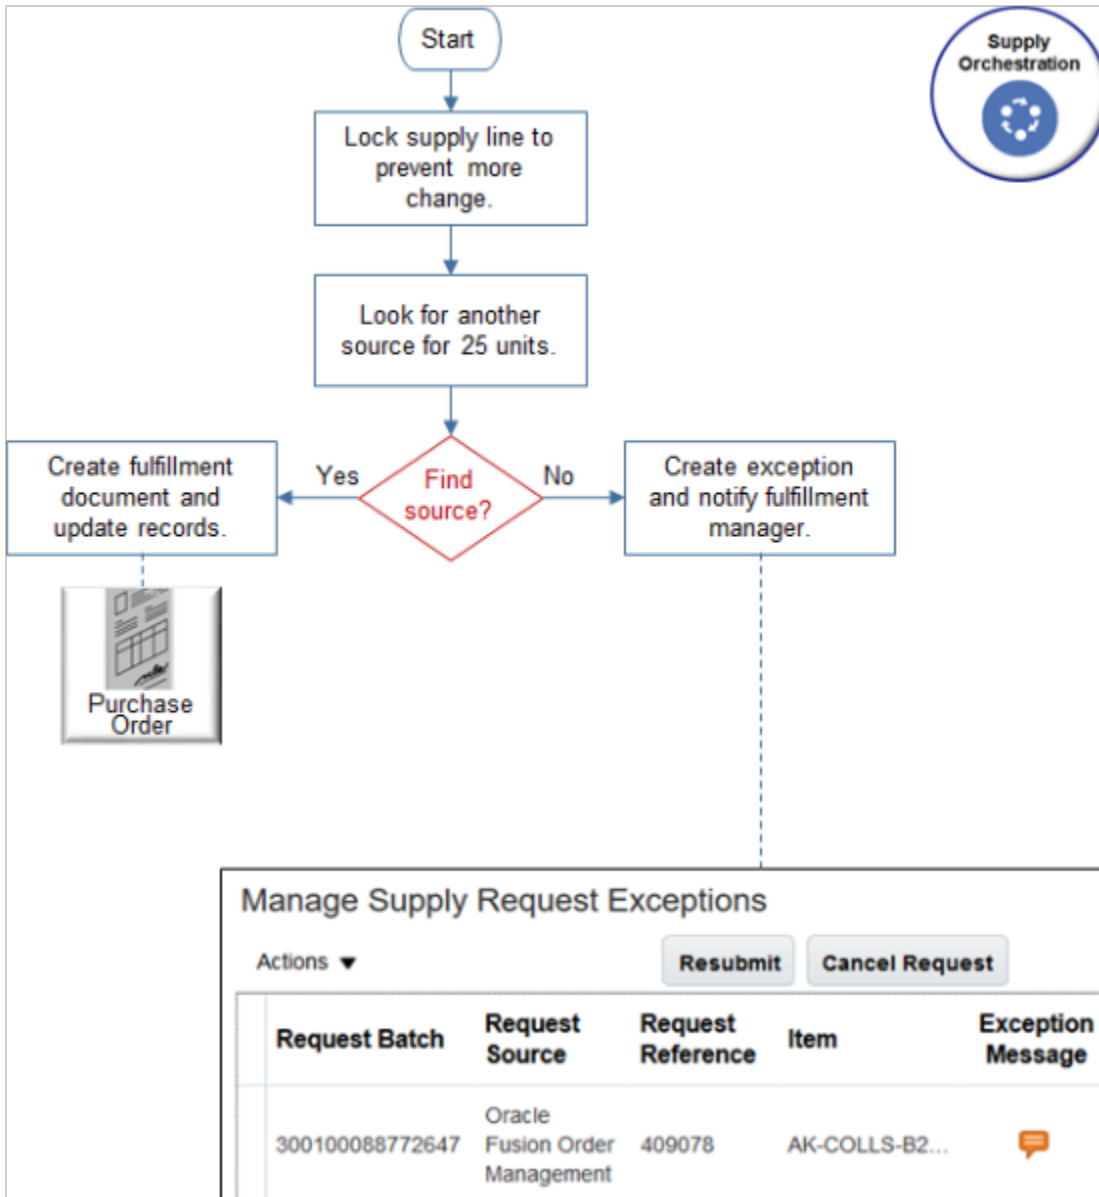 Start
Supply
Orchestration
Lock supply line to
prevent more
change.
Look for another
source for 25 units.
Create fulfillment
document and
update records.
Yes
Find
source?
No
Create exception
and notify fulfillment
manager.
Purchase
Order
Manage Supply Request Exceptions
Actions
Resubmit
Cancel Request
Request Batch
Request
Source
Request
Reference
Item
Exception
Message
300100088772647
Oracle
Fusion Order
Management
409078
AK-COLLS-B2...